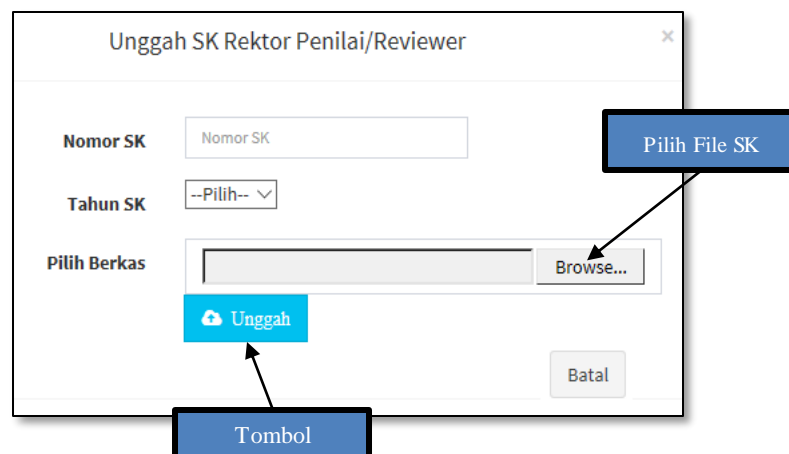 Unggah SK Rektor Penilai/Reviewer ×
Nomor SK Nomor SK
Pilih File SK
Tahun SK --Pilih--
Pilih Berkas Browse...
Unggah
Batal
Tombol